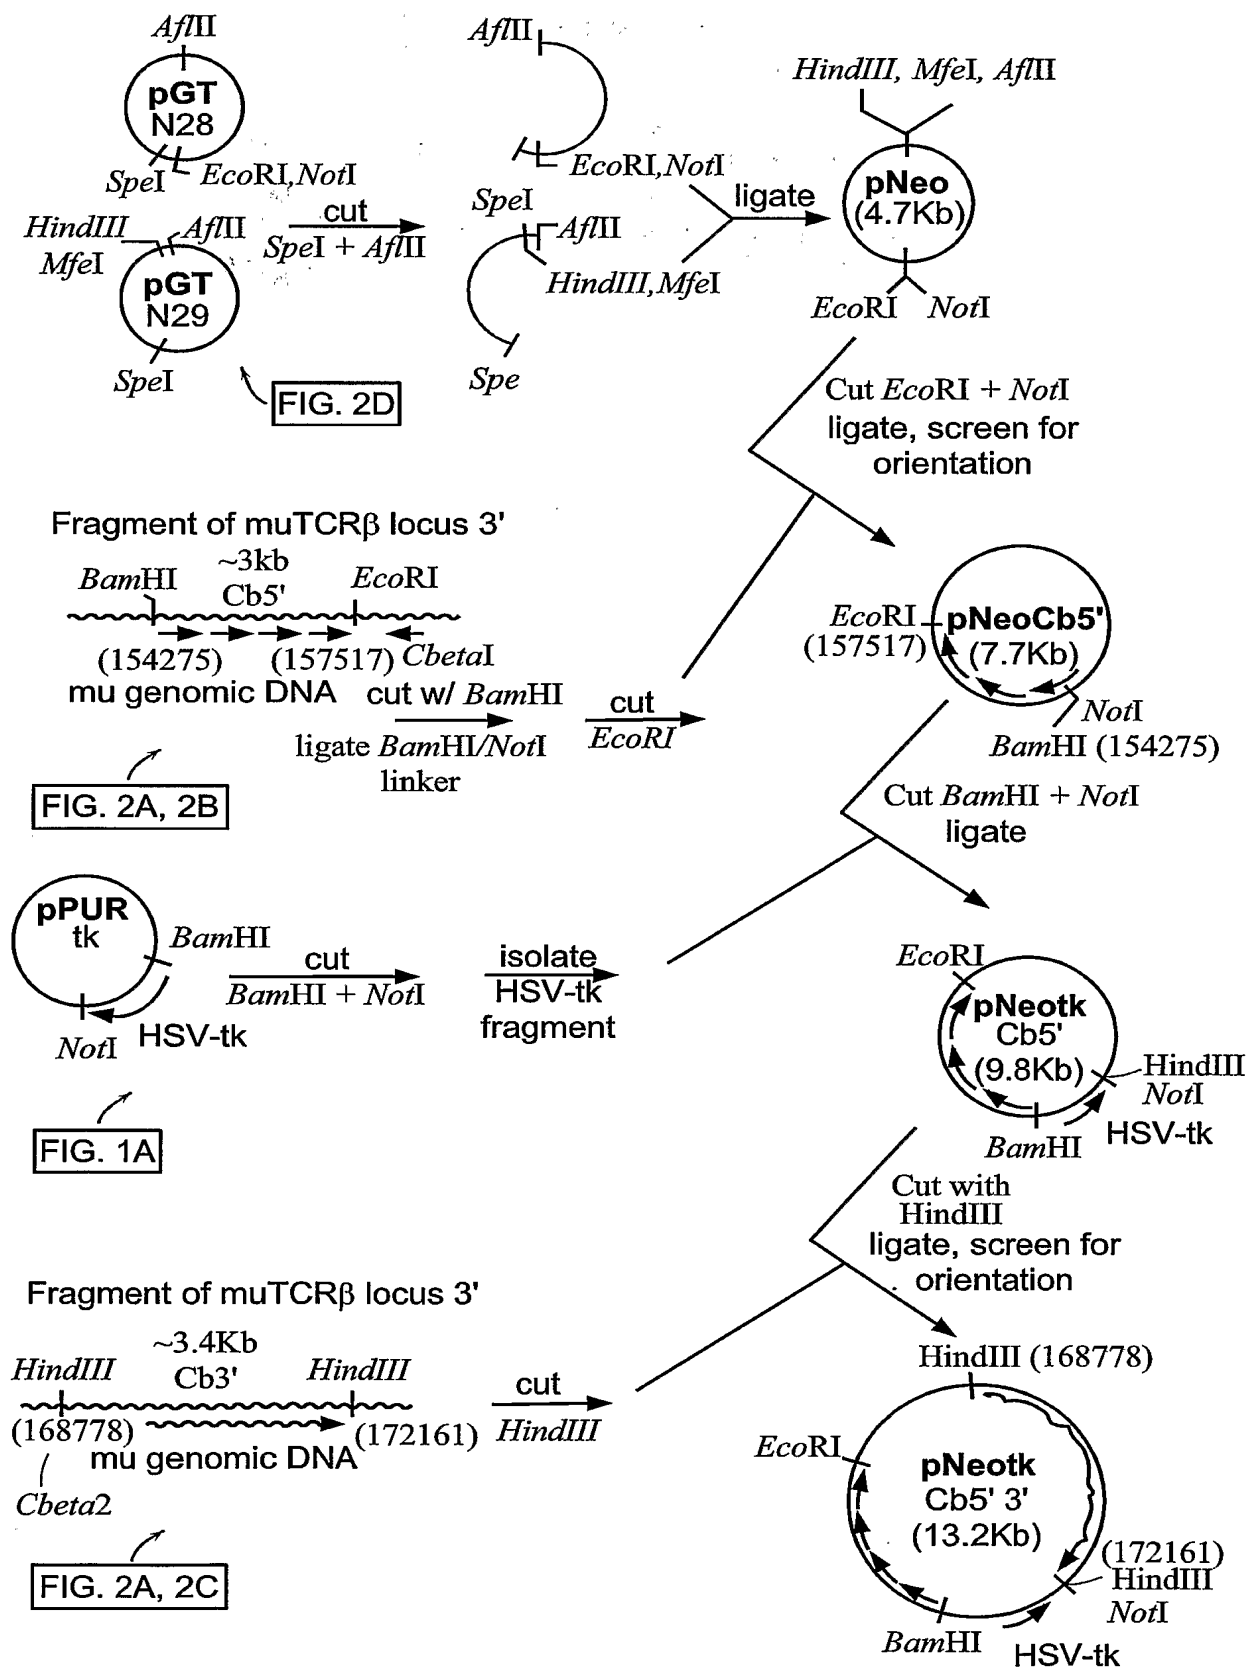 AflII
pGT
N28
SpeI
EcoRI,NotI
HindIII
AflII
MfeI
pGT
N29
SpeI
cut
SpeI + AflII
FIG. 2D
AflII
EcoRI,NotI
SpeI
AflII
HindIII,MfeI
Spe
ligate
HindIII, MfeI, AflII
pNeo
(4.7Kb)
EcoRI NotI
Cut EcoRI + NotI
ligate, screen for
orientation
Fragment of muTCRβ locus 3'
~3kb
BamHI
Cb5'
EcoRI
(154275)
(157517)
CbetaI
mu genomic DNA
cut w/ BamHI
ligate BamHI/NotI
linker
cut
EcoRI
FIG. 2A, 2B
EcoRI
(157517)
pNeoCb5'
(7.7Kb)
NotI
BamHI (154275)
Cut BamHI + NotI
ligate
pPUR
tk
BamHI
NotI
HSV-tk
cut
BamHI + NotI
isolate
HSV-tk
fragment
FIG. 1A
EcoRI
pNeotk
Cb5'
(9.8Kb)
HindIII
NotI
BamHI
HSV-tk
Cut with
HindIII
ligate, screen for
orientation
Fragment of muTCRβ locus 3'
~3.4Kb
HindIII
Cb3'
HindIII
(168778)
(172161)
mu genomic DNA
Cbeta2
cut
HindIII
FIG. 2A, 2C
HindIII (168778)
EcoRI
pNeotk
Cb5' 3'
(13.2Kb)
(172161)
HindIII
NotI
BamHI
HSV-tk